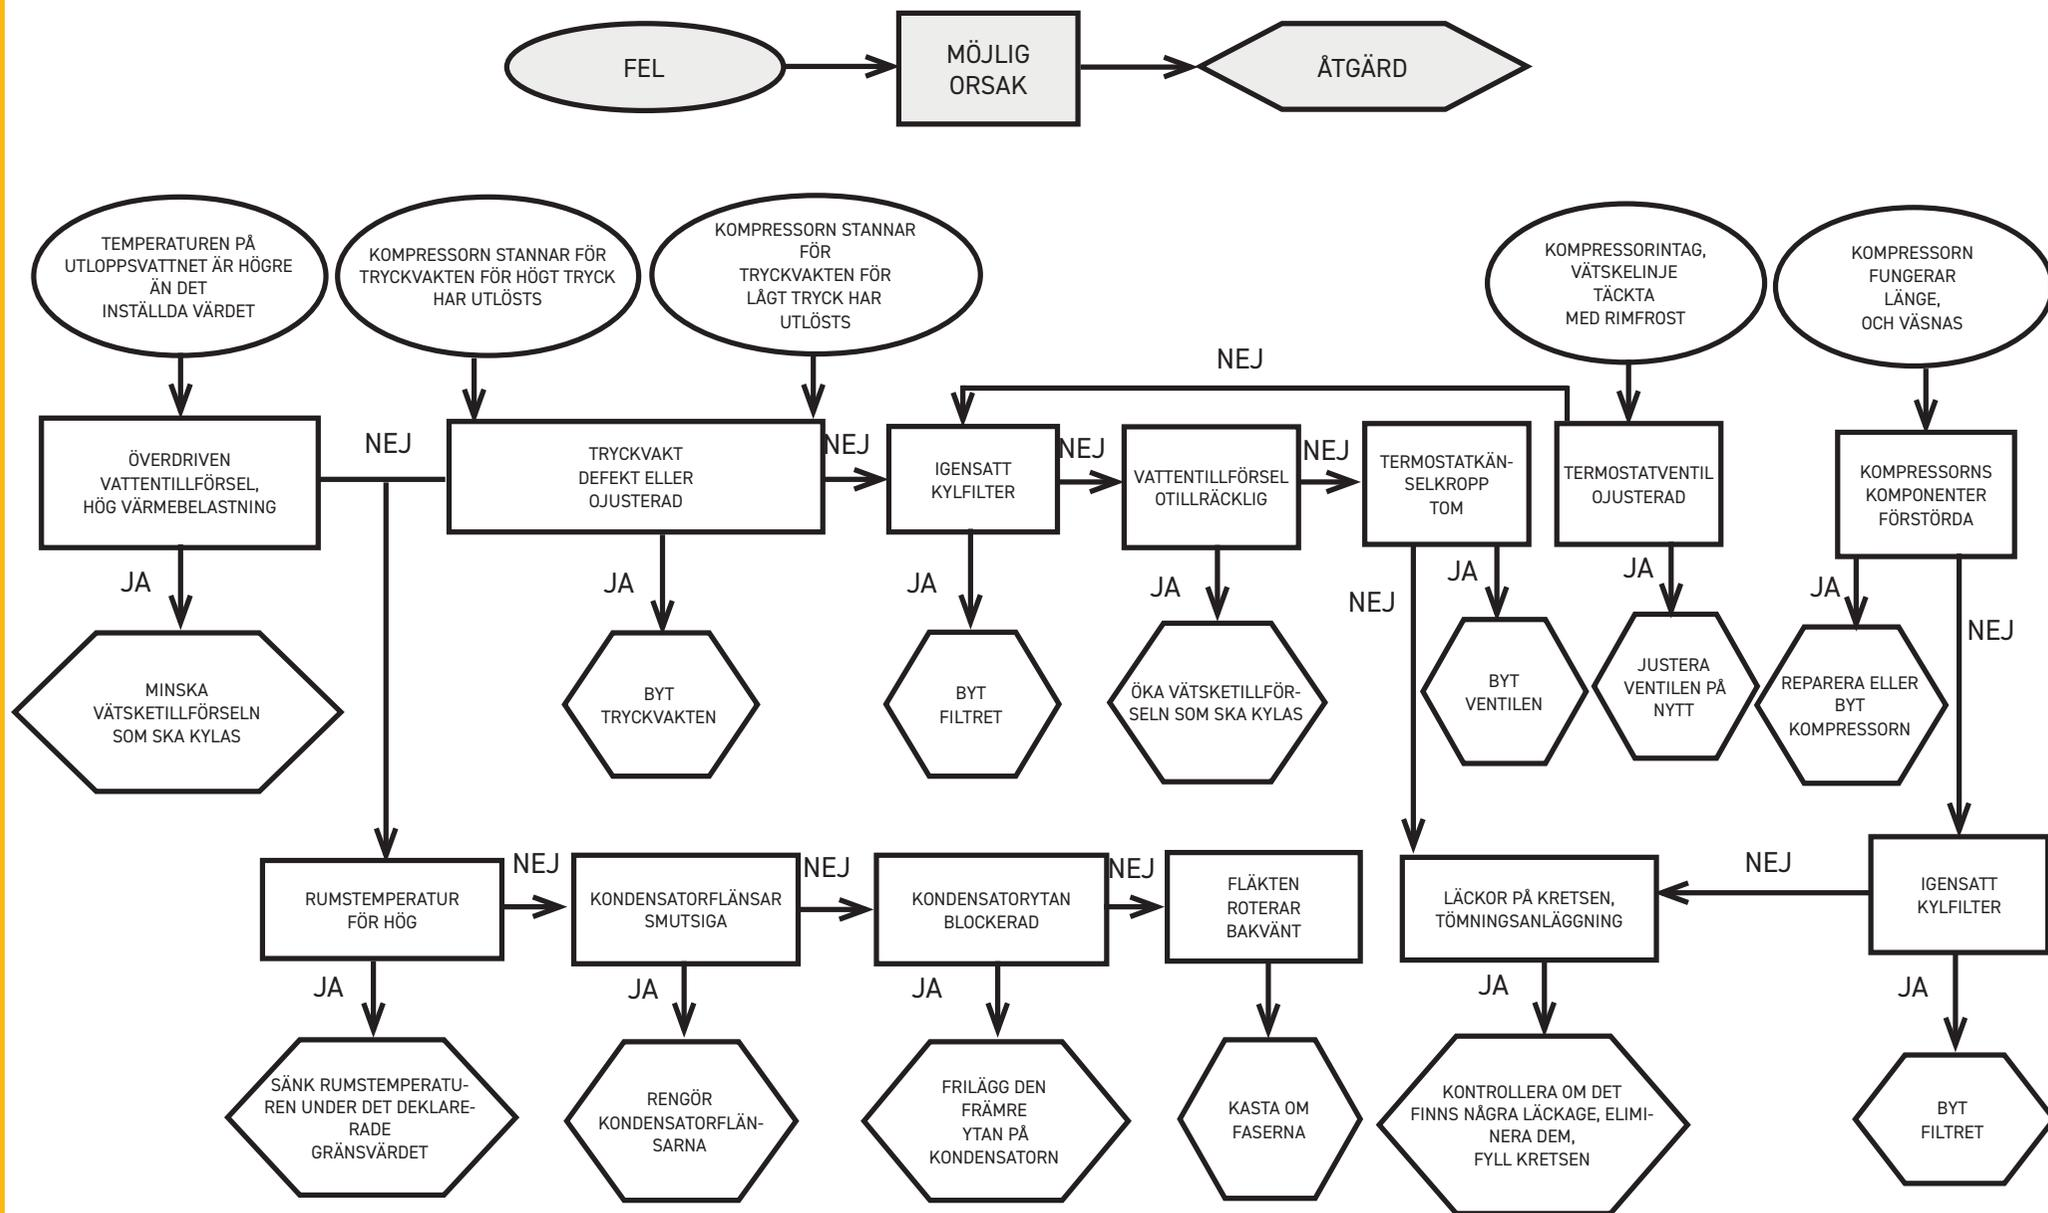 FEL
MÖJLIG
ORSAK
ÅTGÄRD
TEMPERATUREN PÅ
UTLOPPSVATTNET ÄR HÖGRE
ÄN DET
INSTÄLLDA VÄRDET
KOMPRESSORN STANNAR FÖR
TRYCKVAKTEN FÖR HÖGT TRYCK
HAR UTLÖSTS
KOMPRESSORN STANNAR
FÖR
TRYCKVAKTEN FÖR
LÅGT TRYCK HAR
UTLÖSTS
KOMPRESSORINTAG,
VÄTSKELINJE
TÄCKTA
MED RIMFROST
KOMPRESSORN
FUNGERAR
LÄNGE,
OCH VÄSNAS
NEJ
ÖVERDRIVEN
VATTENTILLFÖRSEL,
HÖG VÄRMEBELASTNING
NEJ
TRYCKVAKT
DEFEKT ELLER
OJUSTERAD
NEJ
IGENSATT
KYLFILTER
NEJ
VATTENTILLFÖRSEL
OTILLRÄCKLIG
NEJ
TERMOSTATKÄN-
SELKROPP
TOM
TERMOSTATVENTIL
OJUSTERAD
KOMPRESSORNS
KOMPONENTER
FÖRSTÖRDA
JA
JA
JA
JA
NEJ
JA
JA
JA
NEJ
MINSKA
VÄTSKETILLFÖRSELN
SOM SKA KYLAS
BYT
TRYCKVAKTEN
BYT
FILTRET
ÖKA VÄTSKETILLFÖR-
SELN SOM SKA KYLAS
BYT
VENTILEN
JUSTERA
VENTILEN PÅ
NYTT
REPARERA ELLER
BYT
KOMPRESSORN
RUMSTEMPERATUR
FÖR HÖG
NEJ
KONDENSATORFLÄNSAR
SMUTSIGA
NEJ
KONDENSATORYTAN
BLOCKERAD
NEJ
FLÄKTEN
ROTERAR
BAKVÄNT
LÄCKOR PÅ KRETSEN,
TÖMNINGSANLÄGGNING
NEJ
IGENSATT
KYLFILTER
JA
JA
JA
JA
JA
SÄNK RUMSTEMPERATU-
REN UNDER DET DEKLARE-
RADE
GRÄNSVÄRDET
RENGÖR
KONDENSATORFLÄN-
SARNA
FRILÄGG DEN
FRÄMRE
YTAN PÅ
KONDENSATORN
KASTA OM
FASERNA
KONTROLLERA OM DET
FINNS NÅGRA LÄCKAGE, ELIMI-
NERA DEM,
FYLL KRETSEN
BYT
FILTRET